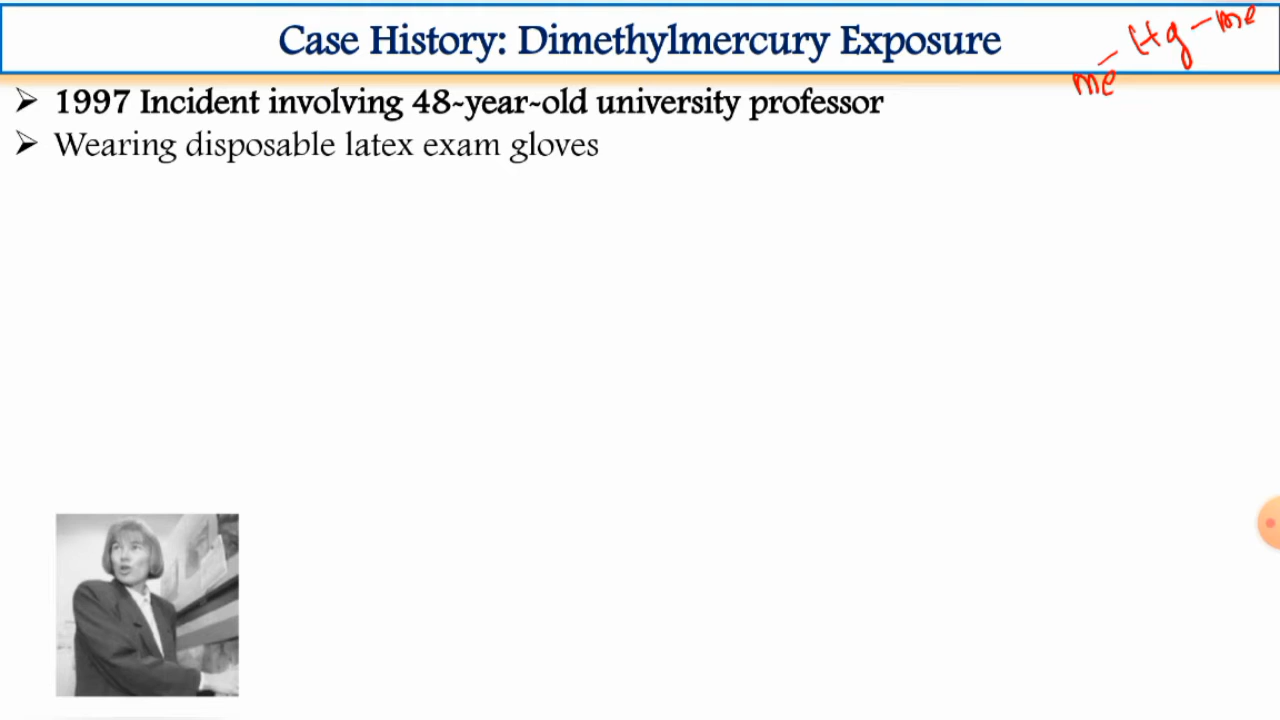 Case History: Dimethylmercury Exposure
me - Hg - me
➢ 1997 Incident involving 48-year-old university professor
➢ Wearing disposable latex exam gloves